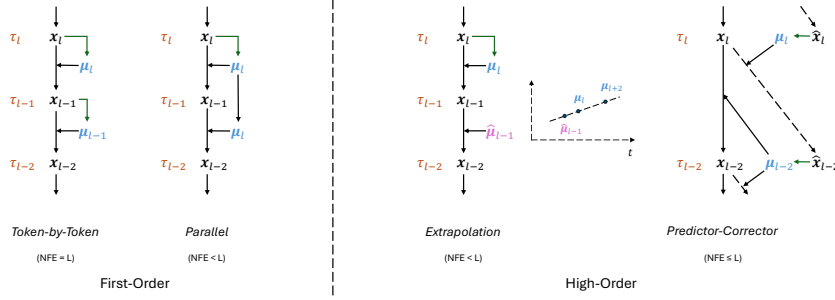 τ_l x_l
μ_l
τ_{l−1} x_{l−1}
μ_{l−1}
τ_{l−2} x_{l−2}
Token-by-Token
(NFE = L)
τ_l x_l
μ_l
τ_{l−1} x_{l−1}
μ_l
τ_{l−2} x_{l−2}
Parallel
(NFE < L)
First-Order
τ_l x_l
μ_l
τ_{l−1} x_{l−1}
μ̂_{l−1}
τ_{l−2} x_{l−2}
μ_{l+2}
μ_l
μ̂_{l−1}
t
Extrapolation
(NFE < L)
τ_l x_l μ_l x̂_l
τ_{l−1}
τ_{l−2} x_{l−2} μ_{l−2} x̂_{l−2}
Predictor-Corrector
(NFE ≤ L)
High-Order